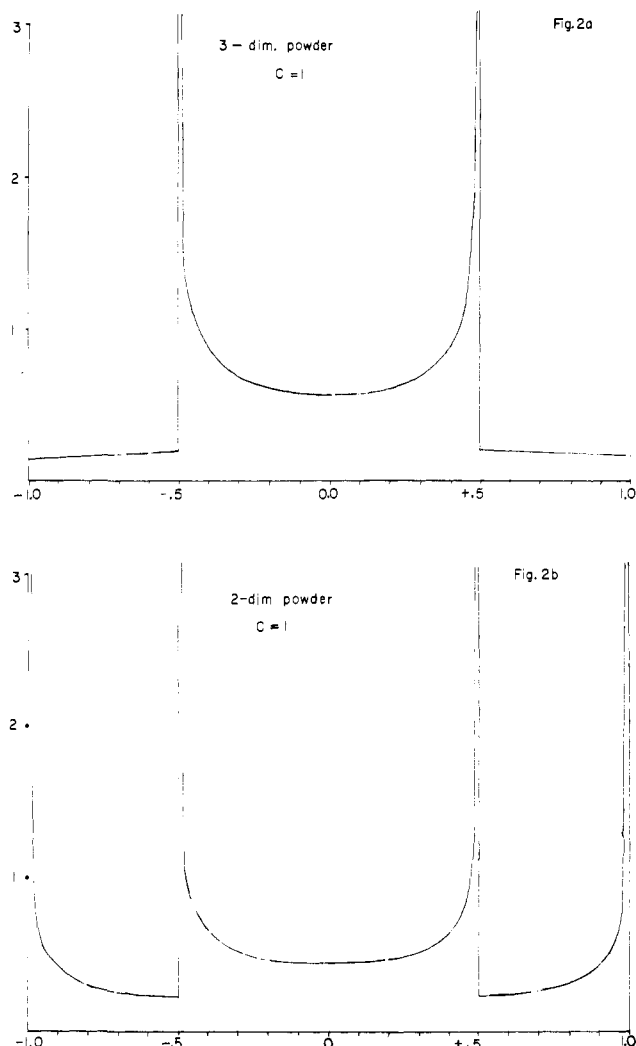 3
Fig. 2a
3 - dim. powder
C = 1
2
1
-1.0 -.5 0.0 +.5 1.0
3
Fig. 2b
2-dim powder
C = 1
2
1
-1.0 -.5 0 +.5 1.0